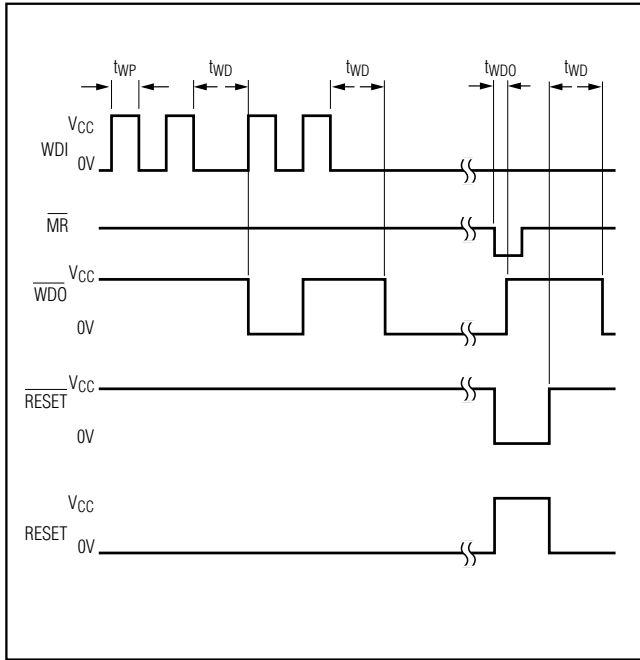 tWP tWD tWD tWDO tWD
VCC
WDI
0V
MR
VCC
WDO
0V
VCC
RESET
0V
VCC
RESET
0V